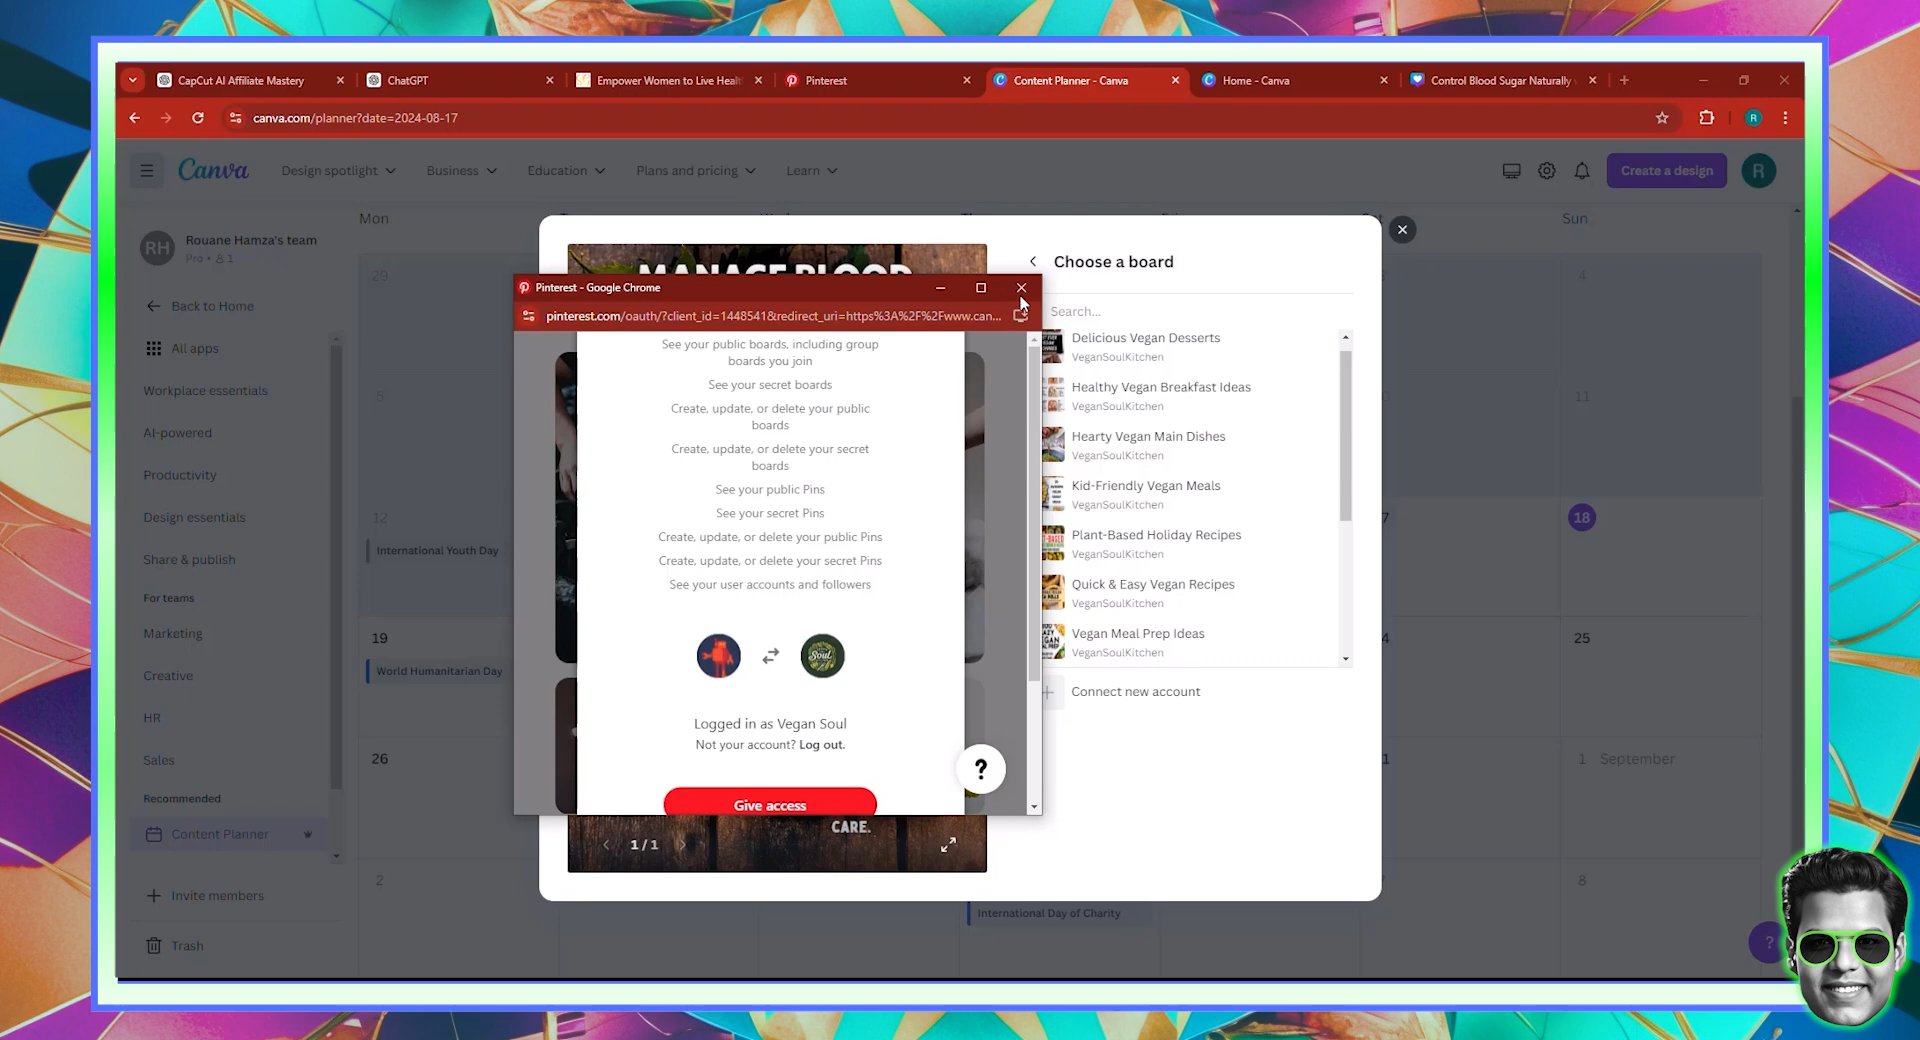 CapCut AI Affiliate Mastery
ChatGPT
Empower Women to Live Heal
Pinterest
Content Planner - Canva
Home - Canva
Control Blood Sugar Naturally
canva.com/planner?date=2024-08-17
R
Canva
Design spotlight
Business
Education
Plans and pricing
Learn
Create a design
R
RH
Rouane Hamza's team
Pro • 1
Back to Home
All apps
Workplace essentials
AI-powered
Productivity
Design essentials
Share & publish
For teams
Marketing
Creative
HR
Sales
Recommended
Content Planner
Invite members
Trash
Mon
Sun
29
4
5
11
12
International Youth Day
18
19
World Humanitarian Day
25
26
1 September
2
International Day of Charity
8
MANAGE BLOOD
Pinterest - Google Chrome
pinterest.com/oauth/?client_id=1448541&redirect_uri=https%3A%2F%2Fwww.can...
See your public boards, including group
boards you join
See your secret boards
Create, update, or delete your public
boards
Create, update, or delete your secret
boards
See your public Pins
See your secret Pins
Create, update, or delete your public Pins
Create, update, or delete your secret Pins
See your user accounts and followers
Soul
Logged in as Vegan Soul
Not your account? Log out.
?
Give access
CARE.
1 / 1
Choose a board
Search...
Delicious Vegan Desserts
VeganSoulKitchen
Healthy Vegan Breakfast Ideas
VeganSoulKitchen
Hearty Vegan Main Dishes
VeganSoulKitchen
Kid-Friendly Vegan Meals
VeganSoulKitchen
Plant-Based Holiday Recipes
VeganSoulKitchen
Quick & Easy Vegan Recipes
VeganSoulKitchen
Vegan Meal Prep Ideas
VeganSoulKitchen
Connect new account
?